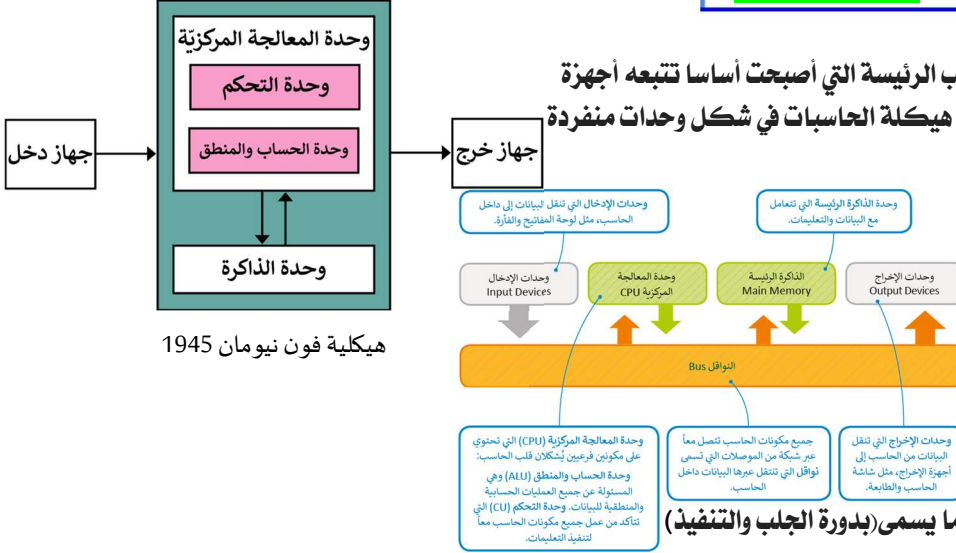 وحدة المعالجة المركزيّة
وحدة التحكم
وحدة الحساب والمنطق
جهاز دخل
جهاز خرج
وحدة الذاكرة
هيكلية فون نيومان 1945
ب الرئيسة التي أصبحت أساسا تتبعه أجهزة
هيكلة الحاسبات في شكل وحدات منفردة
وحدات الإدخال التي تنقل البيانات إلى داخل
الحاسب، مثل لوحة المفاتيح والفأرة.
وحدة الذاكرة الرئيسة التي تتعامل
مع البيانات والتعليمات.
وحدات الإدخال
Input Devices
وحدة المعالجة
المركزية CPU
الذاكرة الرئيسة
Main Memory
وحدات الإخراج
Output Devices
النواقل Bus
وحدة المعالجة المركزية (CPU) التي تحتوي
على مكونين فرعيين يُشكلان قلب الحاسب:
وحدة الحساب والمنطق (ALU) وهي
المسئولة عن جميع العمليات الحسابية
والمنطقية للبيانات. وحدة التحكم (CU) التي
تتأكد من عمل جميع مكونات الحاسب معاً
لتنفيذ التعليمات.
جميع مكونات الحاسب تتصل معاً
عبر شبكة من الموصلات التي تسمى
نواقل التي تنتقل عبرها البيانات داخل
الحاسب.
وحدات الإخراج التي تنقل
البيانات من الحاسب إلى
أجهزة الإخراج، مثل شاشة
الحاسب والطابعة.
ما يسمى(بدورة الجلب والتنفيذ)